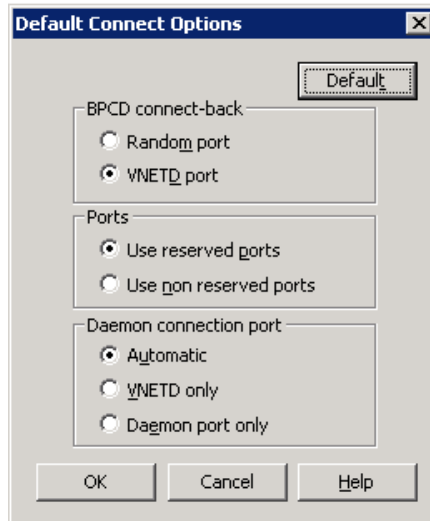 Default Connect Options
Default
BPCD connect-back
Random port
VNETD port
Ports
Use reserved ports
Use non reserved ports
Daemon connection port
Automatic
VNETD only
Daemon port only
OK Cancel Help